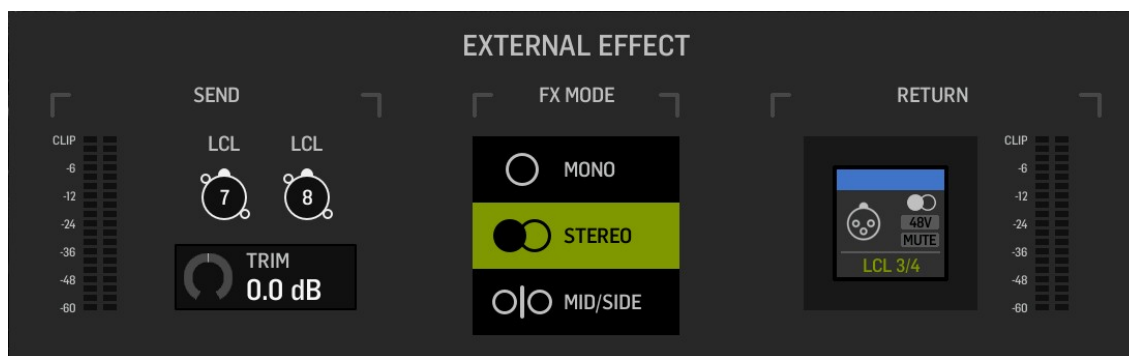 EXTERNAL EFFECT
SEND
FX MODE
RETURN
CLIP
-6
-12
-24
-36
-48
-60
LCL LCL
7 8
TRIM
0.0 dB
MONO
STEREO
MID/SIDE
48V
MUTE
LCL 3/4
CLIP
-6
-12
-24
-36
-48
-60